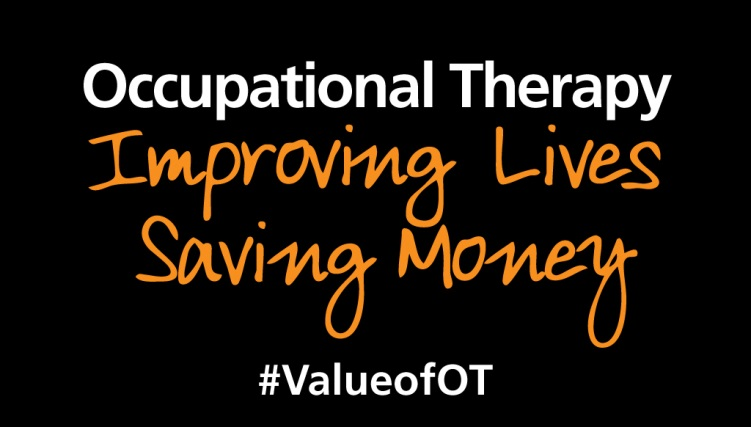 Occupational Therapy
Improving Lives
Saving Money
#ValueofOT